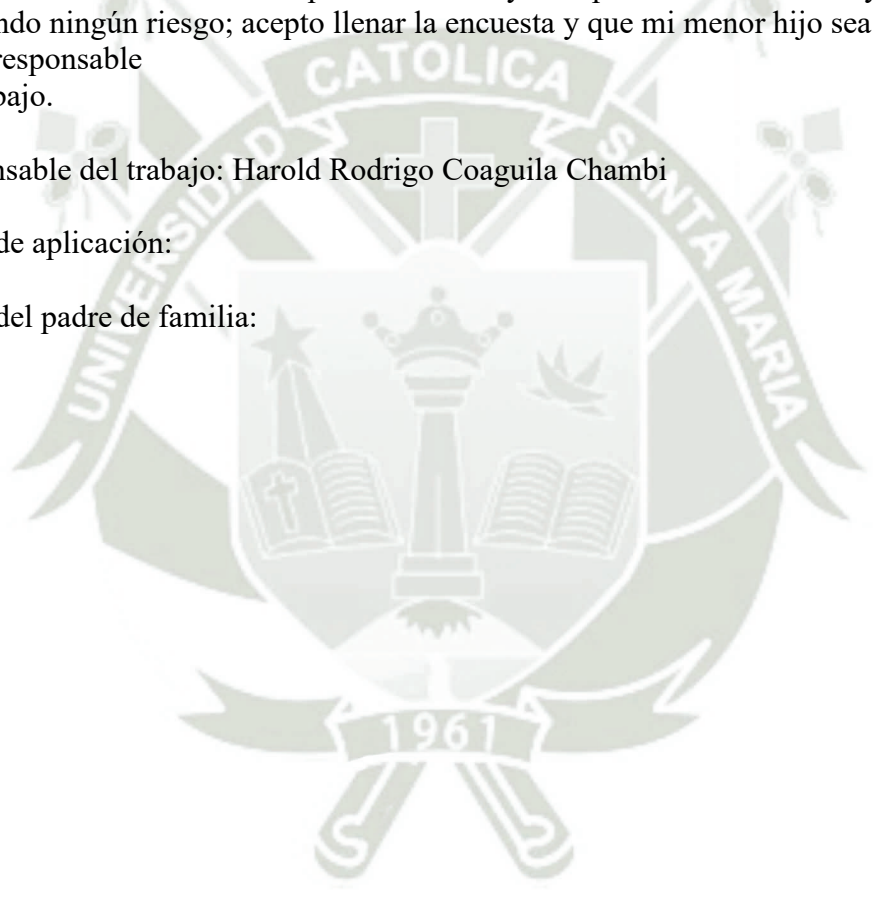 ndo ningún riesgo; acepto llenar la encuesta y que mi menor hijo sea
responsable
bajo.
nsable del trabajo: Harold Rodrigo Coaguila Chambi
de aplicación:
del padre de familia:
UNIVERSIDAD CATOLICA SANTA MARIA
1961